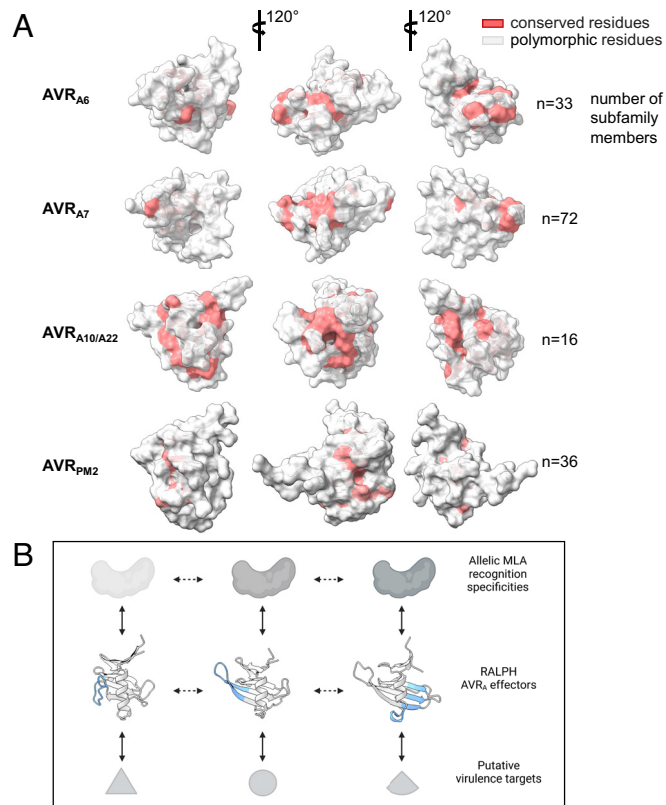 A
120°
120°
conserved residues
polymorphic residues
AVRA6
n=33
number of
subfamily
members
AVRA7
n=72
AVRA10/A22
n=16
AVRPM2
n=36
B
Allelic MLA
recognition
specificities
RALPH
AVRA effectors
Putative
virulence targets